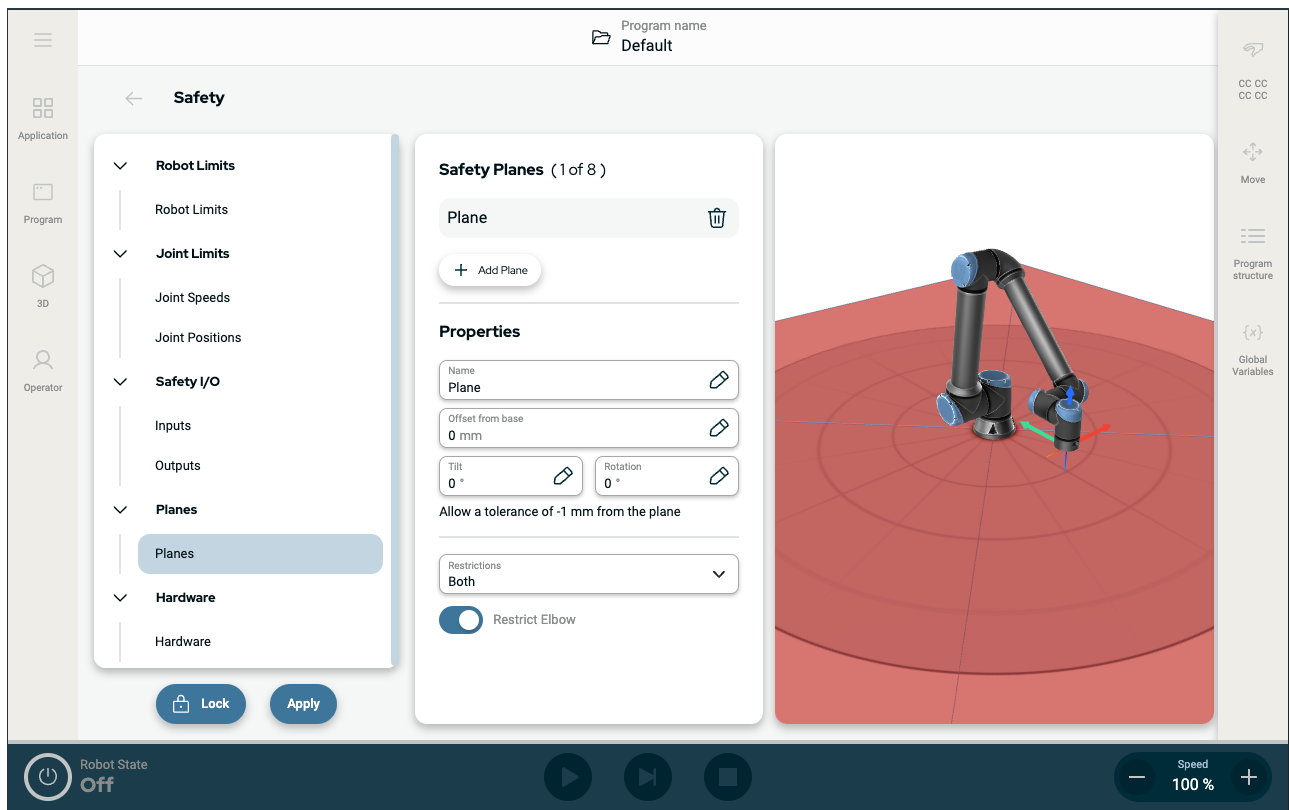 Program name
Default
Application
Program
3D
Operator
Safety
Robot Limits
Robot Limits
Joint Limits
Joint Speeds
Joint Positions
Safety I/O
Inputs
Outputs
Planes
Planes
Hardware
Hardware
Lock
Apply
Safety Planes ( 1 of 8 )
Plane
Add Plane
Properties
Name
Plane
Offset from base
0 mm
Tilt
0 °
Rotation
0 °
Allow a tolerance of -1 mm from the plane
Restrictions
Both
Restrict Elbow
CC CC
CC CC
Move
Program
structure
{x}
Global
Variables
Robot State
Off
Speed
100 %